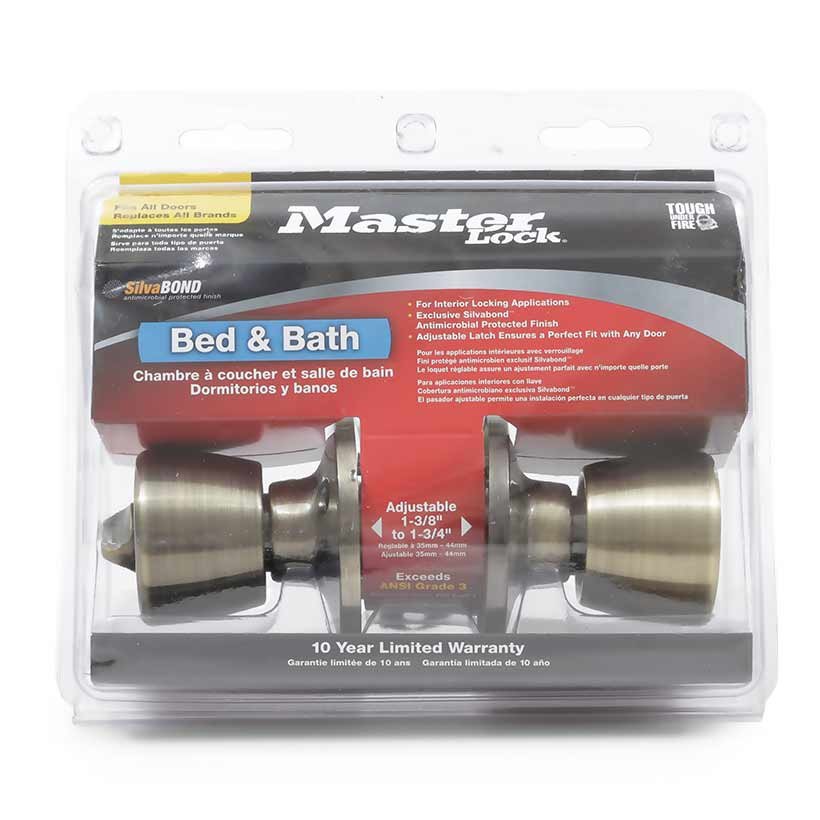 Fits All Doors
Replaces All Brands
S'adapte à toutes les portes
Remplace n'importe quelle marque
Sirve para todo tipo de puerta
Reemplaza todas las marcas
Master
Lock®
TOUGH
UNDER
FIRE
SilvaBOND
antimicrobial protected finish
Bed & Bath
Chambre à coucher et salle de bain
Dormitorios y banos
• For Interior Locking Applications
• Exclusive Silvabond™
Antimicrobial Protected Finish
• Adjustable Latch Ensures a Perfect Fit with Any Door
Pour les applications intérieures avec verrouillage
Fini protégé antimicrobien exclusif Silvabond™
Le loquet réglable assure un ajustement parfait avec n'importe quelle porte
Para aplicaciones interiores con llave
Cobertura antimicrobiano exclusiva Silvabond™
El pasador ajustable permite una instalación perfecta en cualquier tipo de puerta
Adjustable
1-3/8"
to 1-3/4"
Réglable à 35mm - 44mm
Ajustable 35mm - 44mm
Exceeds
ANSI Grade 3
10 Year Limited Warranty
Garantie limitée de 10 ans Garantía limitada de 10 año